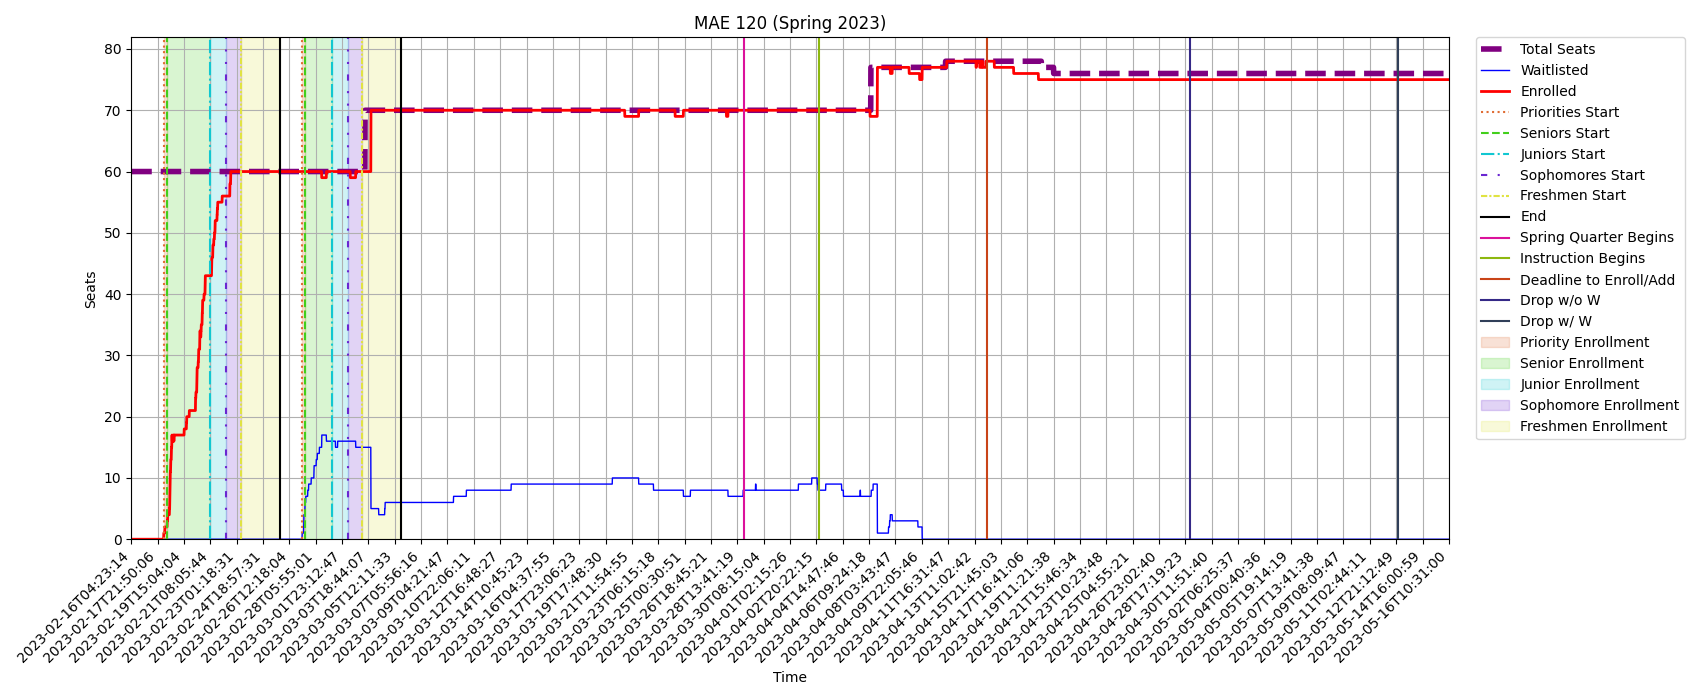 MAE 120 (Spring 2023)
Seats
80
70
60
50
40
30
20
10
0
2023-02-16T04:23:14
2023-02-17T21:50:06
2023-02-19T15:04:04
2023-02-21T08:05:44
2023-02-23T01:18:31
2023-02-24T18:57:31
2023-02-26T12:18:04
2023-02-28T05:55:01
2023-03-01T23:12:47
2023-03-03T18:44:07
2023-03-05T12:11:33
2023-03-07T05:56:16
2023-03-09T04:21:47
2023-03-10T22:06:11
2023-03-12T16:48:27
2023-03-14T10:45:23
2023-03-16T04:37:55
2023-03-17T23:06:23
2023-03-19T17:48:30
2023-03-21T11:54:55
2023-03-23T06:15:18
2023-03-25T00:30:51
2023-03-26T18:45:21
2023-03-28T13:41:19
2023-03-30T08:15:04
2023-04-01T02:15:26
2023-04-02T20:22:15
2023-04-04T14:47:46
2023-04-06T09:24:18
2023-04-08T03:43:47
2023-04-09T22:05:46
2023-04-11T16:31:47
2023-04-13T11:02:42
2023-04-15T21:45:03
2023-04-17T16:41:06
2023-04-19T11:21:38
2023-04-21T15:46:34
2023-04-23T10:23:48
2023-04-25T04:55:21
2023-04-26T23:02:40
2023-04-28T17:19:23
2023-04-30T11:51:40
2023-05-02T06:25:37
2023-05-04T00:40:36
2023-05-05T19:14:19
2023-05-07T13:41:38
2023-05-09T08:09:47
2023-05-11T02:44:11
2023-05-12T21:12:49
2023-05-14T16:00:59
2023-05-16T10:31:00
Time
Total Seats
Waitlisted
Enrolled
Priorities Start
Seniors Start
Juniors Start
Sophomores Start
Freshmen Start
End
Spring Quarter Begins
Instruction Begins
Deadline to Enroll/Add
Drop w/o W
Drop w/ W
Priority Enrollment
Senior Enrollment
Junior Enrollment
Sophomore Enrollment
Freshmen Enrollment